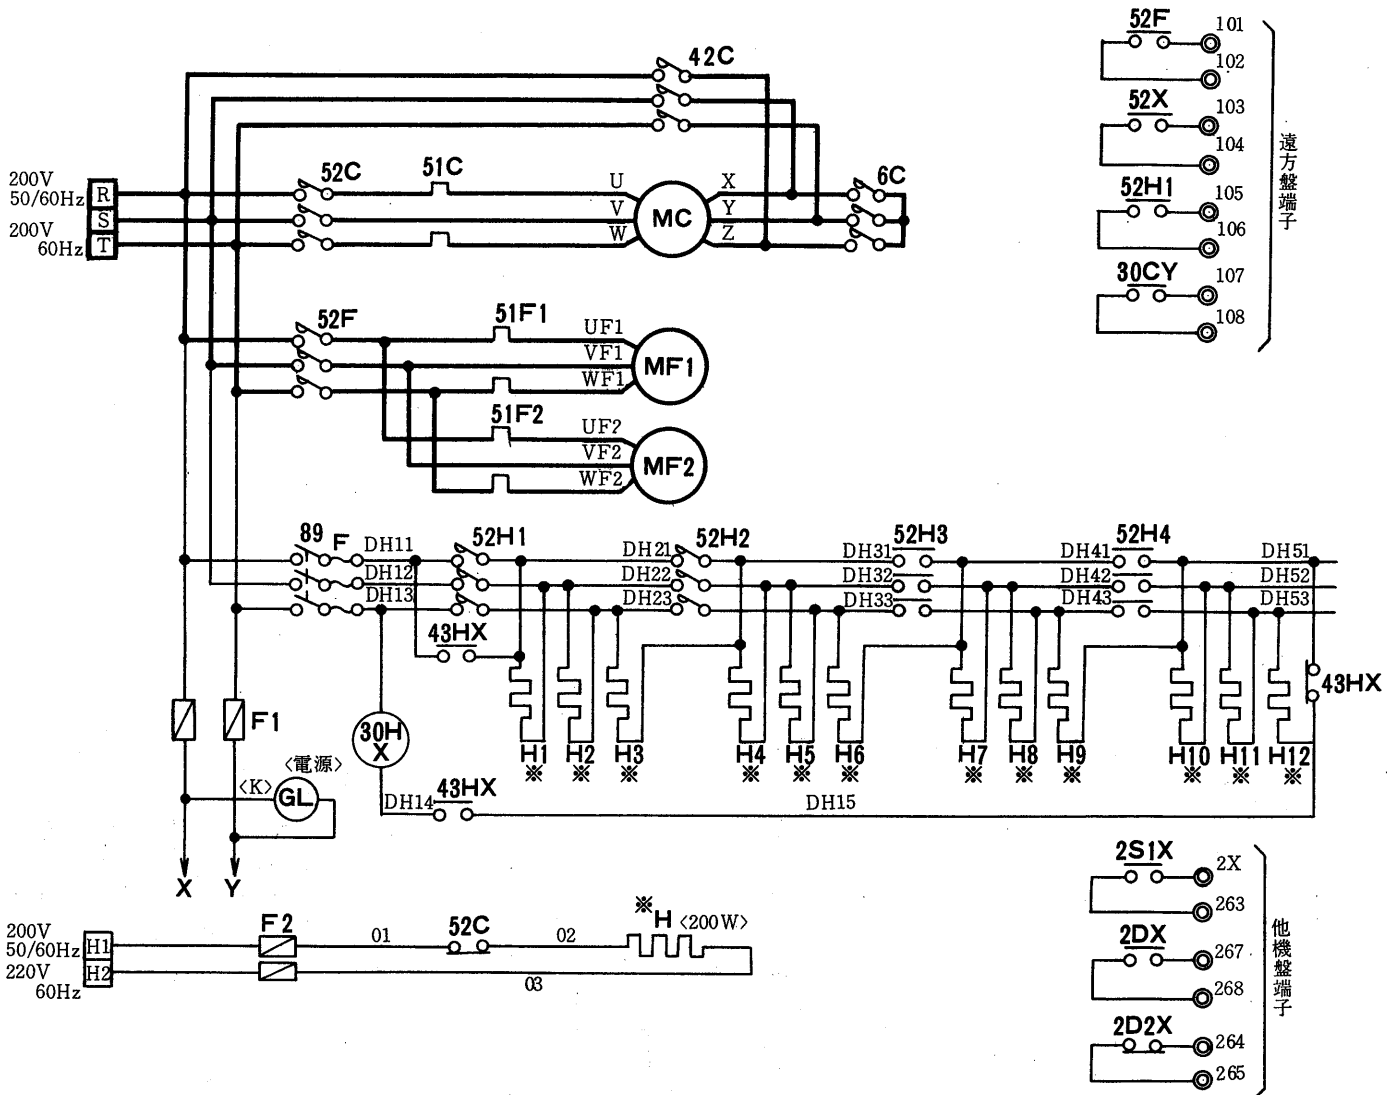 42C
200V
50/60Hz
200V
60Hz
R
S
T
52C
51C
U
V
W
MC
X
Y
Z
6C
52F
51F1
UF1
VF1
WF1
MF1
51F2
UF2
VF2
WF2
MF2
89
F
DH11
DH12
DH13
52H1
DH21
DH22
DH23
52H2
DH31
DH32
DH33
52H3
DH41
DH42
DH43
52H4
DH51
DH52
DH53
43HX
43HX
F1
30H
X
H1
※
H2
※
H3
※
H4
※
H5
※
H6
※
H7
※
H8
※
H9
※
H10
※
H11
※
H12
※
〈電源〉
〈K〉
GL
DH14
43HX
DH15
X
Y
200V
50/60Hz
220V
60Hz
H1
H2
F2
01
52C
02
※
H 〈200W〉
03
52F
101
102
52X
103
104
52H1
105
106
30CY
107
108
遠方盤端子
2S1X
2X
263
2DX
267
268
2D2X
264
265
他機盤端子